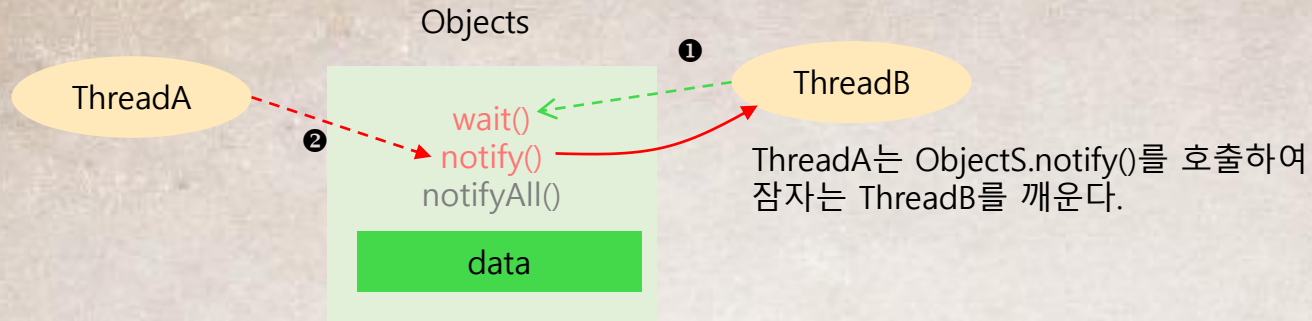 Objects
❶
ThreadA
ThreadB
wait()
❷
notify()
notifyAll()
ThreadA는 ObjectS.notify()를 호출하여
잠자는 ThreadB를 깨운다.
data